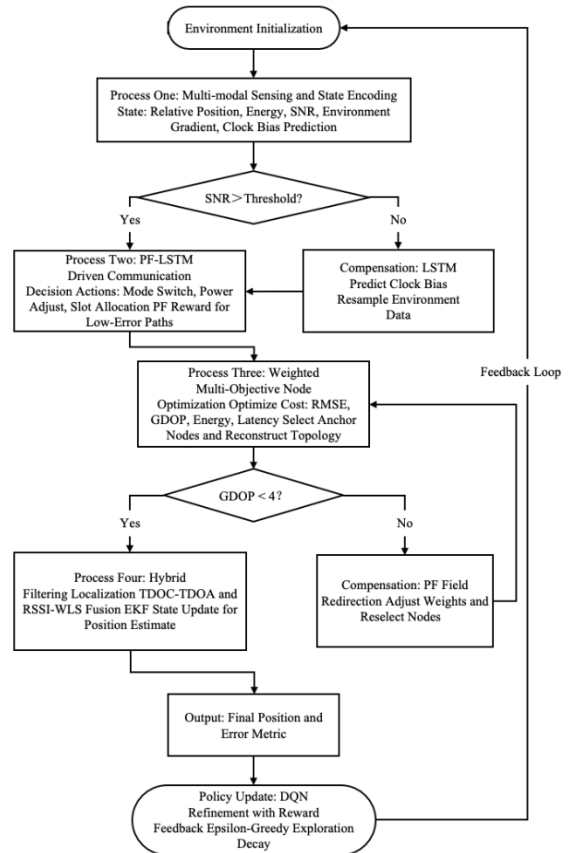 Environment Initialization
Process One: Multi-modal Sensing and State Encoding
State: Relative Position, Energy, SNR, Environment
Gradient, Clock Bias Prediction
SNR＞Threshold?
Yes
No
Process Two: PF-LSTM
Driven Communication
Decision Actions: Mode Switch, Power
Adjust, Slot Allocation PF Reward for
Low-Error Paths
Compensation: LSTM
Predict Clock Bias
Resample Environment
Data
Feedback Loop
Process Three: Weighted
Multi-Objective Node
Optimization Optimize Cost: RMSE,
GDOP, Energy, Latency Select Anchor
Nodes and Reconstruct Topology
GDOP < 4?
Yes
No
Process Four: Hybrid
Filtering Localization TDOC-TDOA and
RSSI-WLS Fusion EKF State Update for
Position Estimate
Compensation: PF Field
Redirection Adjust Weights and
Reselect Nodes
Output: Final Position and
Error Metric
Policy Update: DQN
Refinement with Reward
Feedback Epsilon-Greedy Exploration
Decay